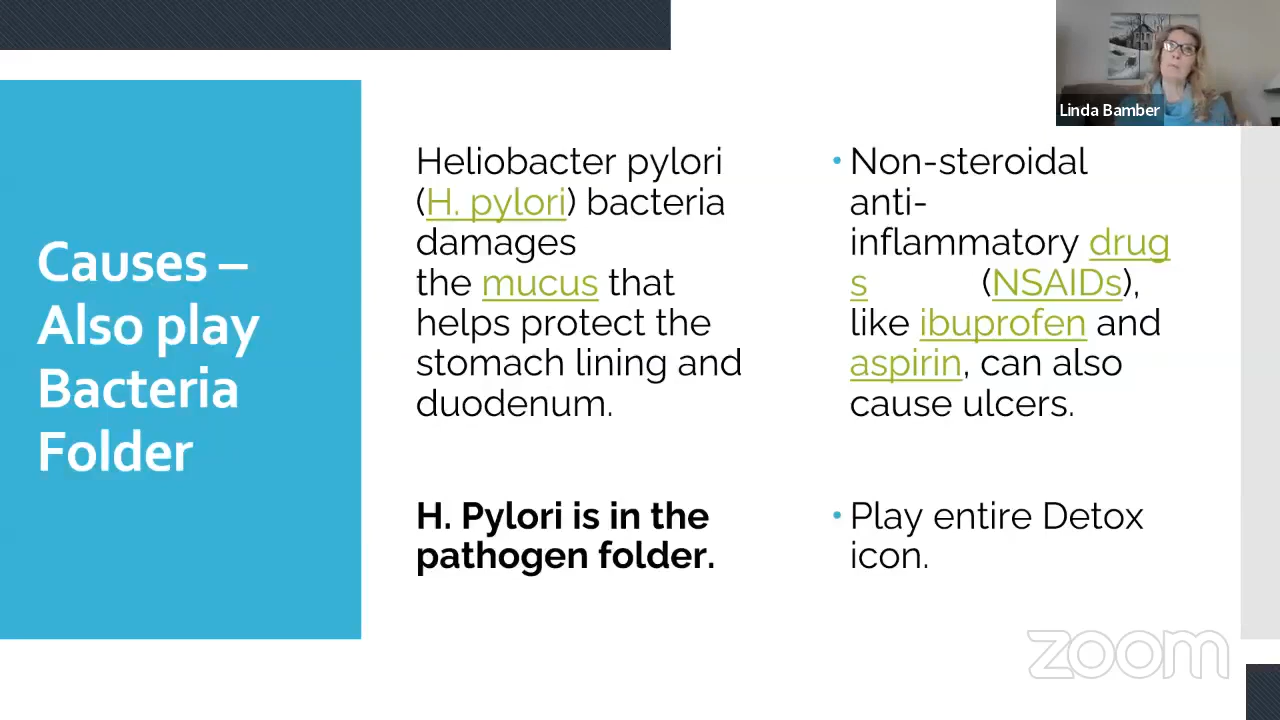 Linda Bamber
Causes –
Also play
Bacteria
Folder
Heliobacter pylori
(H. pylori) bacteria
damages
the mucus that
helps protect the
stomach lining and
duodenum.
H. Pylori is in the
pathogen folder.
• Non-steroidal
anti-
inflammatory drug
s (NSAIDs),
like ibuprofen and
aspirin, can also
cause ulcers.
• Play entire Detox
icon.
zoom